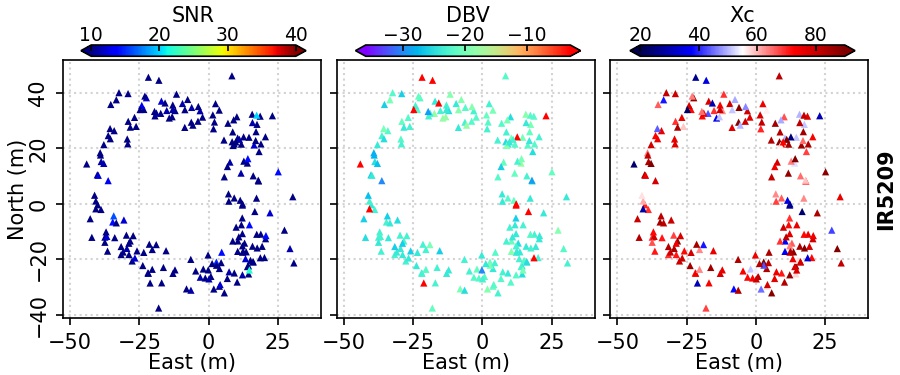 SNR DBV Xc
10 20 30 40 −30 −20 −10 20 40 60 80
40
20
0
−20
−40
North (m)
IR5209
−50 −25 0 25 −50 −25 0 25 −50 −25 0 25
East (m) East (m) East (m)